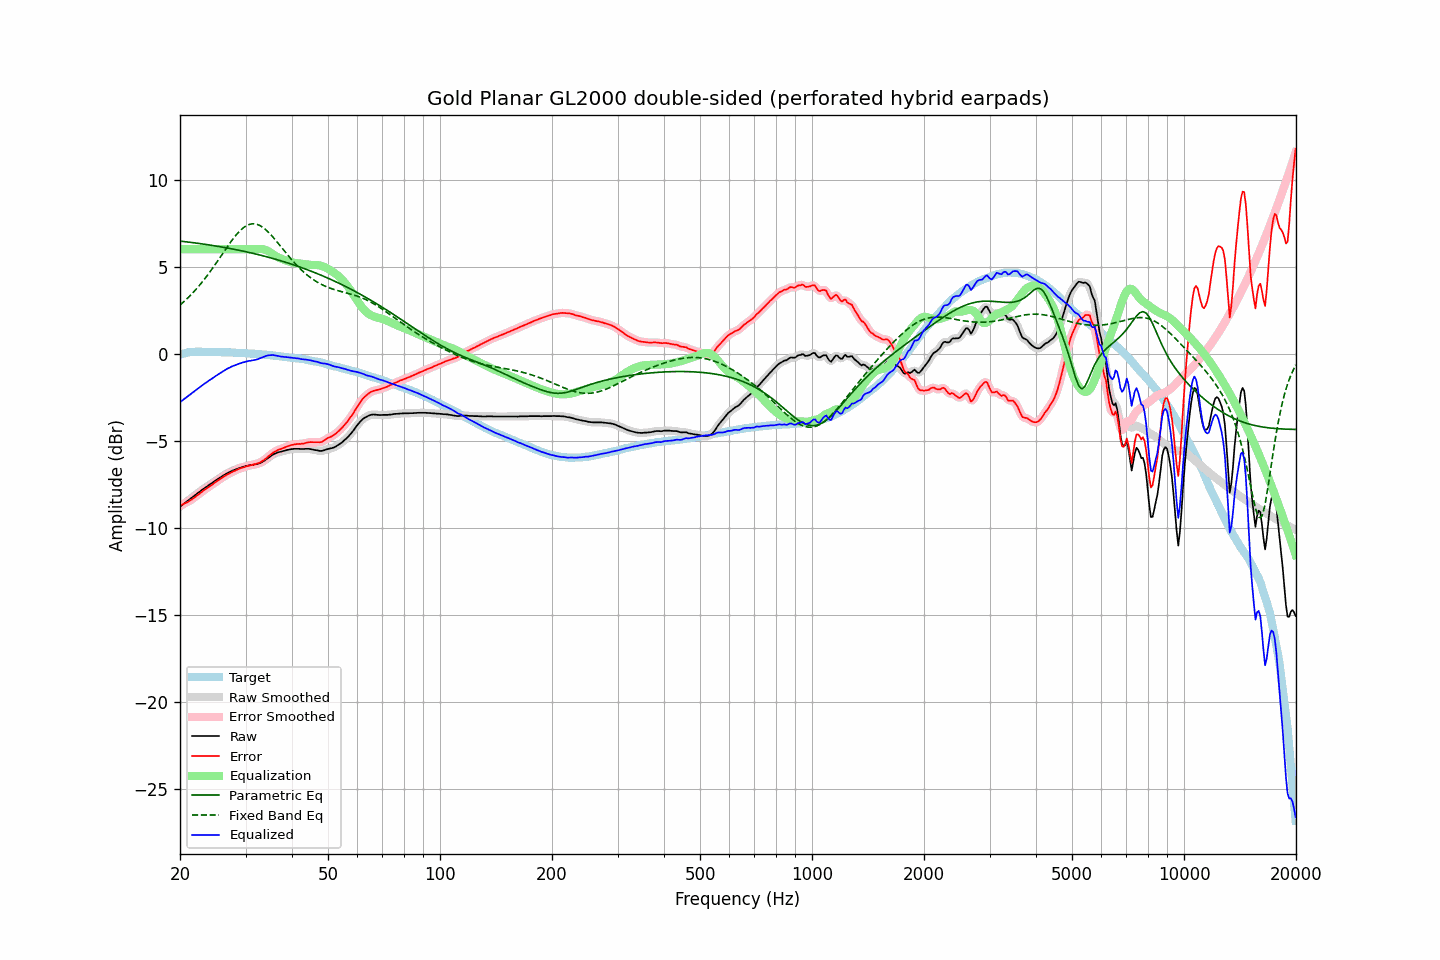 Gold Planar GL2000 double-sided (perforated hybrid earpads)
10
5
0
−5
−10
−15
−20
−25
Amplitude (dBr)
Target
Raw Smoothed
Error Smoothed
Raw
Error
Equalization
Parametric Eq
Fixed Band Eq
Equalized
20 50 100 200 500 1000 2000 5000 10000 20000
Frequency (Hz)